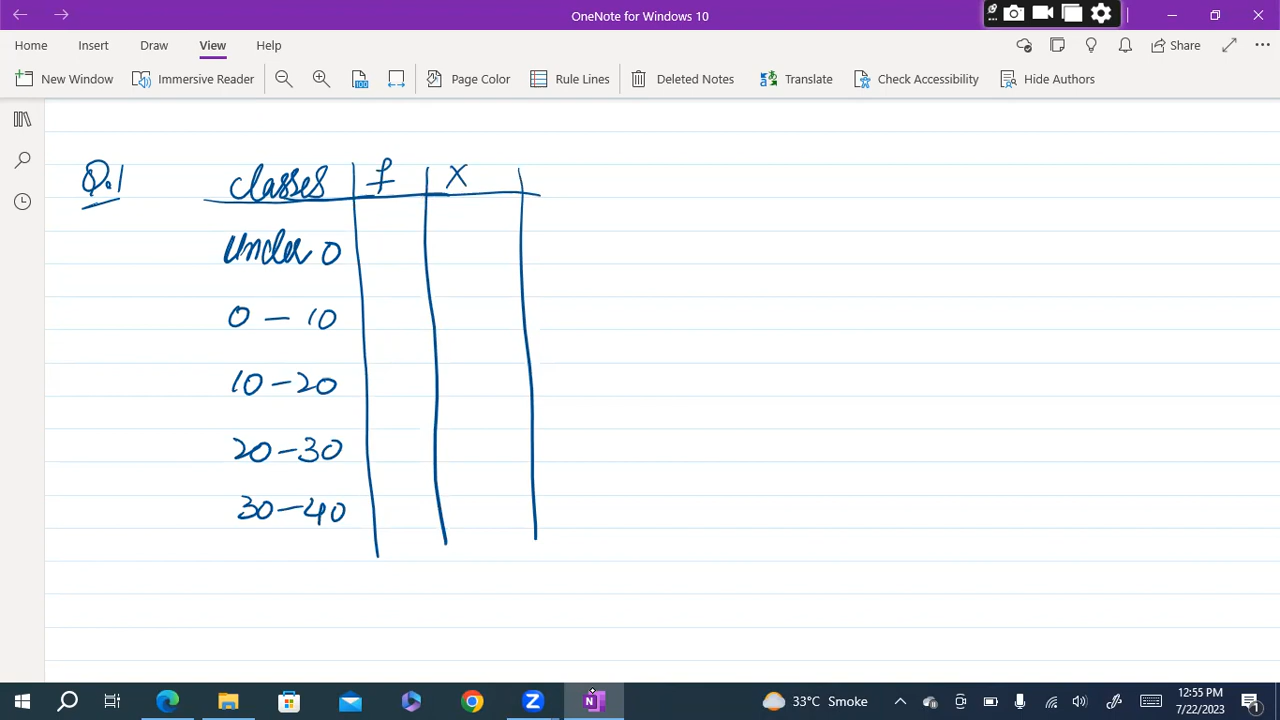 OneNote for Windows 10
Home Insert Draw View Help Share
New Window Immersive Reader Page Color Rule Lines Deleted Notes Translate Check Accessibility Hide Authors
Q.1 classes f X
Under 0
0 - 10
10 - 20
20 - 30
30 - 40
33°C Smoke 12:55 PM
7/22/2023